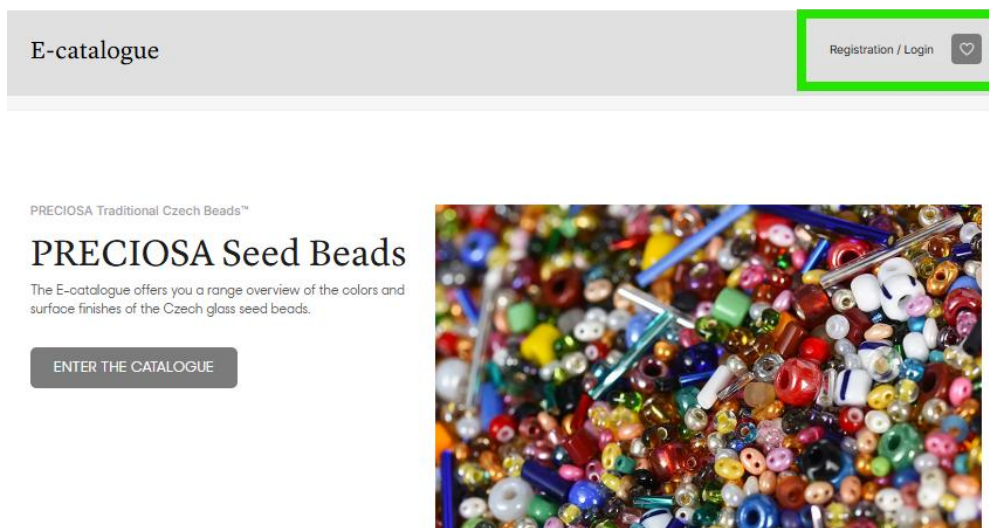 E-catalogue
Registration / Login
PRECIOSA Traditional Czech Beads™
PRECIOSA Seed Beads
The E-catalogue offers you a range overview of the colors and
surface finishes of the Czech glass seed beads.
ENTER THE CATALOGUE